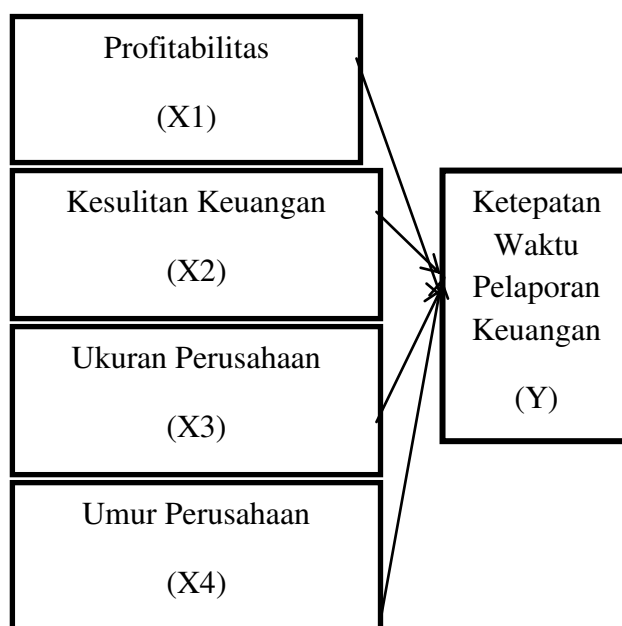 Profitabilitas
(X1)
Kesulitan Keuangan
(X2)
Ukuran Perusahaan
(X3)
Umur Perusahaan
(X4)
Ketepatan
Waktu
Pelaporan
Keuangan
(Y)